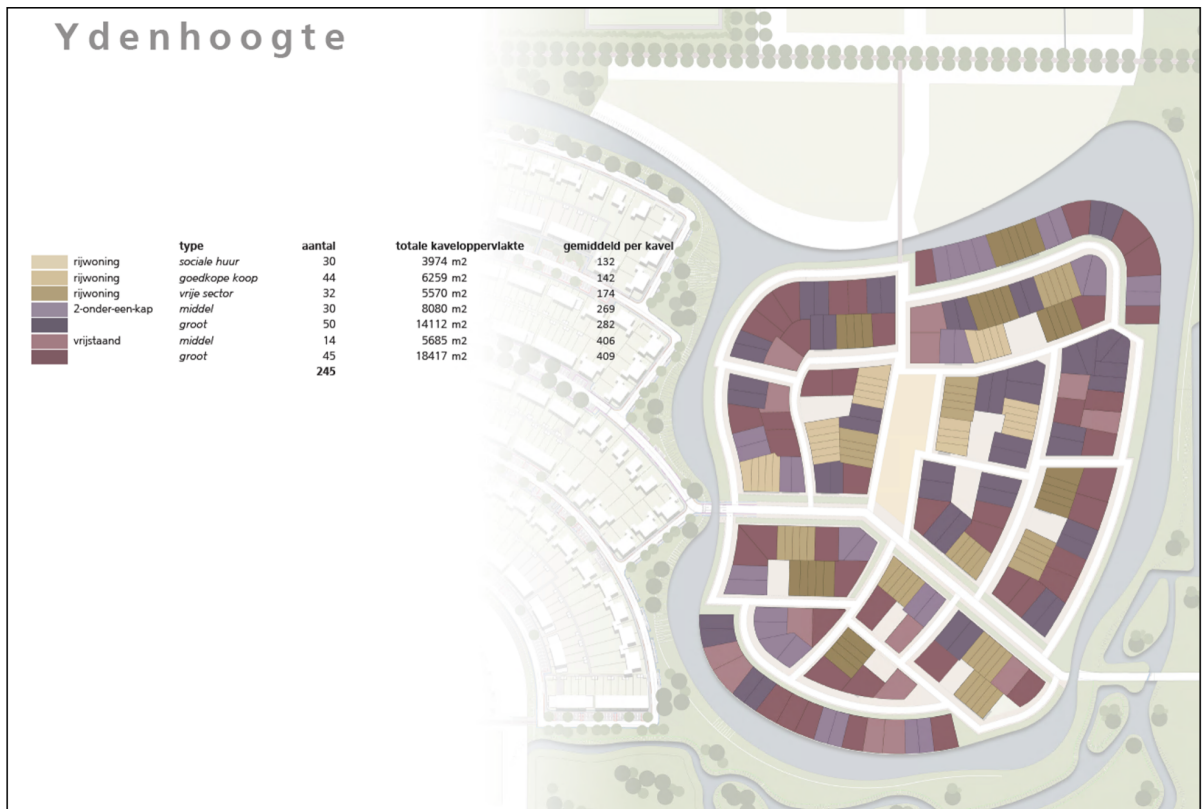 Ydenhoogte
type aantal totale kaveloppervlakte gemiddeld per kavel
rijwoning sociale huur 30 3974 m2 132
rijwoning goedkope koop 44 6259 m2 142
rijwoning vrije sector 32 5570 m2 174
2-onder-een-kap middel 30 8080 m2 269
groot 50 14112 m2 282
vrijstaand middel 14 5685 m2 406
groot 45 18417 m2 409
245